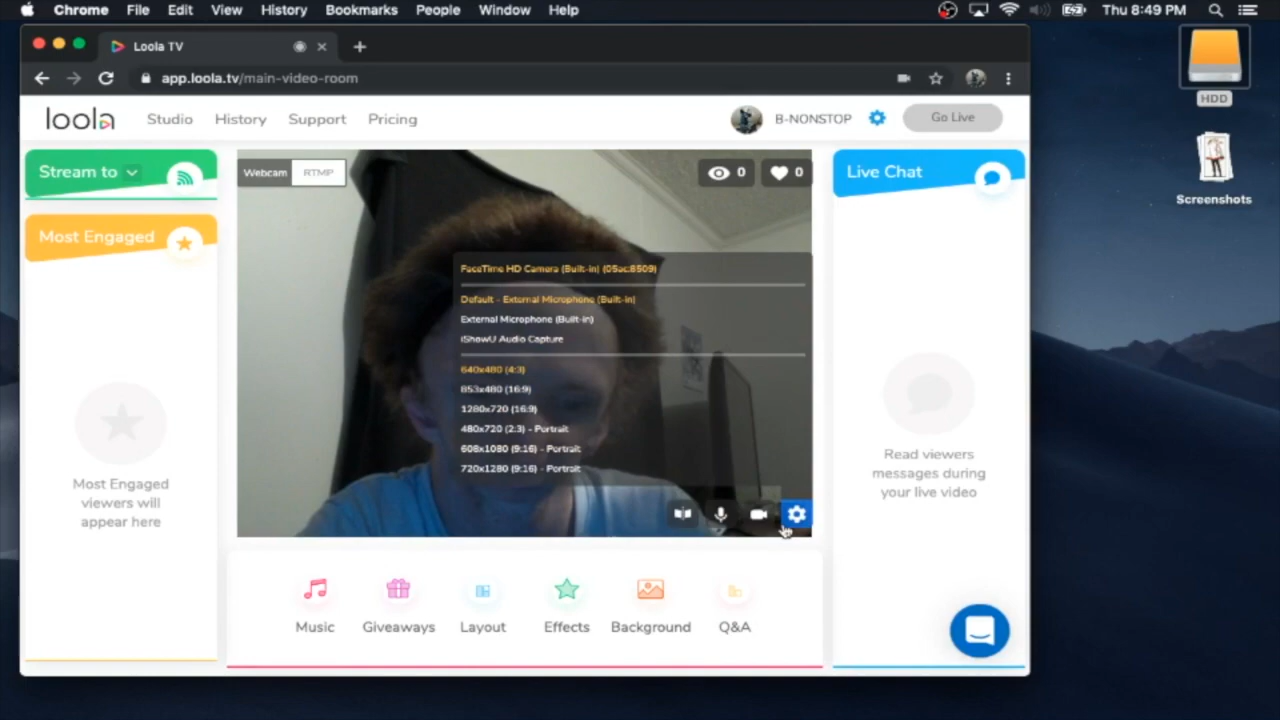 Chrome File Edit View History Bookmarks People Window Help Thu 8:49 PM
Loola TV
app.loola.tv/main-video-room
loola Studio History Support Pricing B-NONSTOP Go Live
Stream to
Most Engaged
Most Engaged
viewers will
appear here
Webcam RTMP 0 0
FaceTime HD Camera (Built-in) (05ac:8509)
Default - External Microphone (Built-in)
External Microphone (Built-in)
iShowU Audio Capture
640x480 (4:3)
853x480 (16:9)
1280x720 (16:9)
480x720 (2:3) - Portrait
608x1080 (9:16) - Portrait
720x1280 (9:16) - Portrait
Music Giveaways Layout Effects Background Q&A
Live Chat
Read viewers
messages during
your live video
HDD
Screenshots